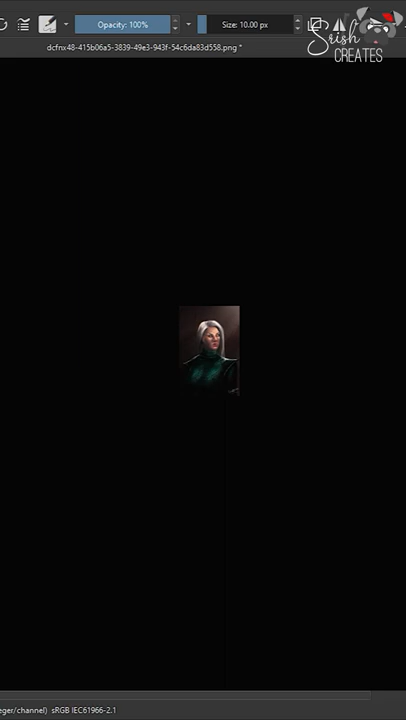 Opacity: 100%
Size: 10.00 px
Srish
CREATES
dcfnx48-415b06a5-3839-49e3-943f-54c6da83d558.png *
eger/channel)  sRGB IEC61966-2.1